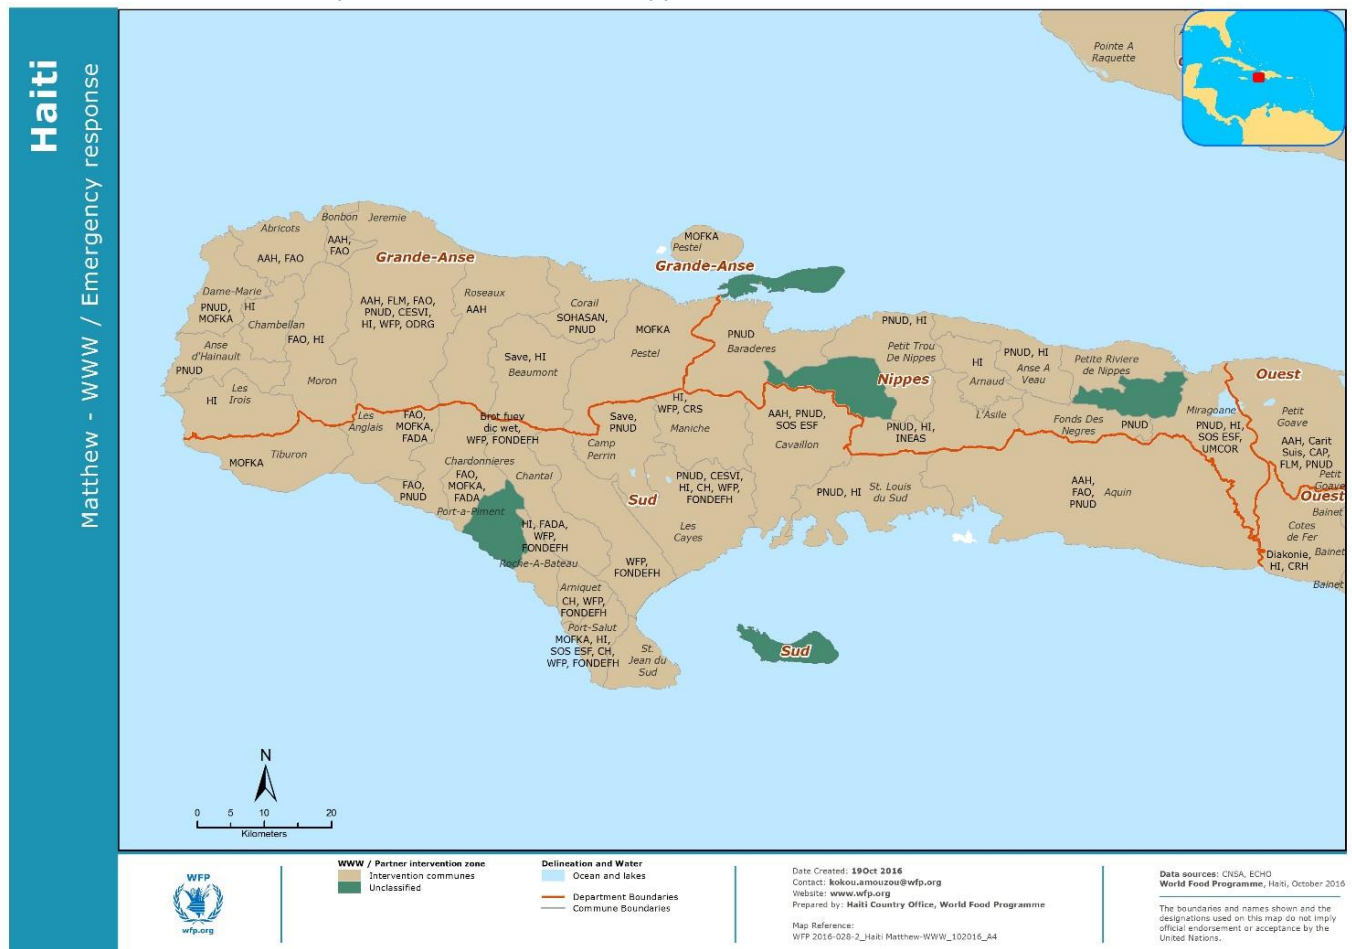 Haiti
Matthew - WWW / Emergency response
Pointe A
Raquette
Bonbon
Jeremie
Abricots
AAH,
FAO
AAH, FAO
Grande-Anse
MOFKA
Pestel
Grande-Anse
Dame-Marie
PNUD,
MOFKA
HI
Chambellan
FAO, HI
AAH, FLM, FAO,
PNUD, CESVI,
HI, WFP, ODRG
Roseaux
AAH
Corail
SOHASAN,
PNUD
MOFKA
Pestel
PNUD
Baraderes
PNUD, HI
Petit Trou
De Nippes
Nippes
HI
Arnaud
PNUD, HI
Anse A
Veau
Petite Riviere
de Nippes
Ouest
Anse
d'Hainault
PNUD
HI
Les
Irois
Moron
Save, HI
Beaumont
L'Asile
Fonds Des
Negres
PNUD
Miragoane
PNUD, HI,
SOS ESF,
UMCOR
Petit
Goave
AAH, Carit
Suis, CAP,
FLM, PNUD
Petit
Goave
Ouest
Bainet
Les
Anglais
FAO,
MOFKA,
FADA
Brot fuey
dic wet,
WFP, FONDEFH
Save,
PNUD
Camp
Perrin
HI,
WFP, CRS
Maniche
AAH, PNUD,
SOS ESF
Cavaillon
PNUD, HI,
INEAS
MOFKA
Tiburon
FAO,
PNUD
Chardonnieres
FAO,
MOFKA,
FADA
Port-a-Piment
Chantal
Sud
PNUD, CESVI,
HI, CH, WFP,
FONDEFH
Les
Cayes
PNUD, HI
St. Louis
du Sud
AAH,
FAO,
PNUD
Aquin
Cotes
de Fer
Bainet
Diakonie,
HI, CRH
Bainet
HI, FADA,
WFP,
FONDEFH
Roche-A-Bateau
WFP,
FONDEFH
Arniquet
CH, WFP,
FONDEFH
Port-Salut
MOFKA, HI,
SOS ESF, CH,
WFP, FONDEFH
St.
Jean du
Sud
Sud
N
0 5 10 20
Kilometers
WFP
wfp.org
WWW / Partner intervention zone
Intervention communes
Unclassified
Delineation and Water
Ocean and lakes
Department Boundaries
Commune Boundaries
Date Created: 19Oct 2016
Contact: kokou.amouzou@wfp.org
Website: www.wfp.org
Prepared by: Haiti Country Office, World Food Programme
Map Reference:
WFP 2016-028-2_Haiti Matthew-WWW_102016_A4
Data sources: CNSA, ECHO
World Food Programme, Haiti, October 2016
The boundaries and names shown and the
designations used on this map do not imply
official endorsement or acceptance by the
United Nations.